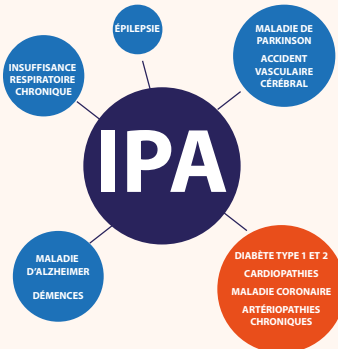 ÉPILEPSIE
MALADIE DE
PARKINSON
ACCIDENT
VASCULAIRE
CÉRÉBRAL
INSUFFISANCE
RESPIRATOIRE
CHRONIQUE
IPA
MALADIE
D'ALZHEIMER
DÉMENCES
DIABÈTE TYPE 1 ET 2
CARDIOPATHIES
MALADIE CORONAIRE
ARTÉRIOPATHIES
CHRONIQUES